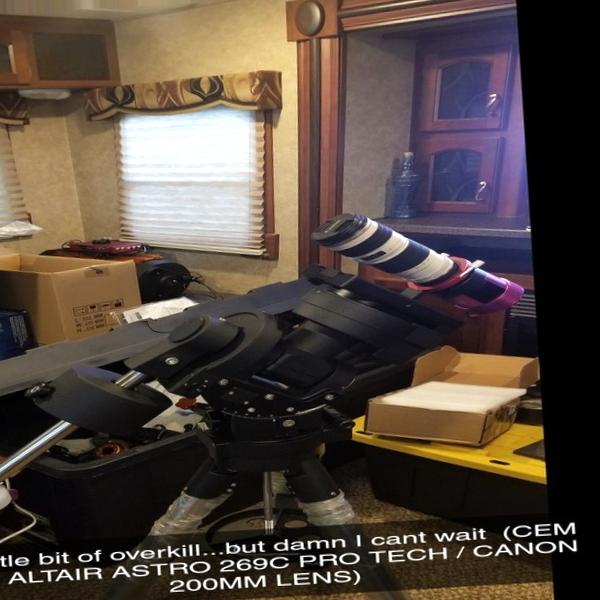 tle bit of overkill...but damn I cant wait (CEM
ALTAIR ASTRO 269C PRO TECH / CANON
200MM LENS)